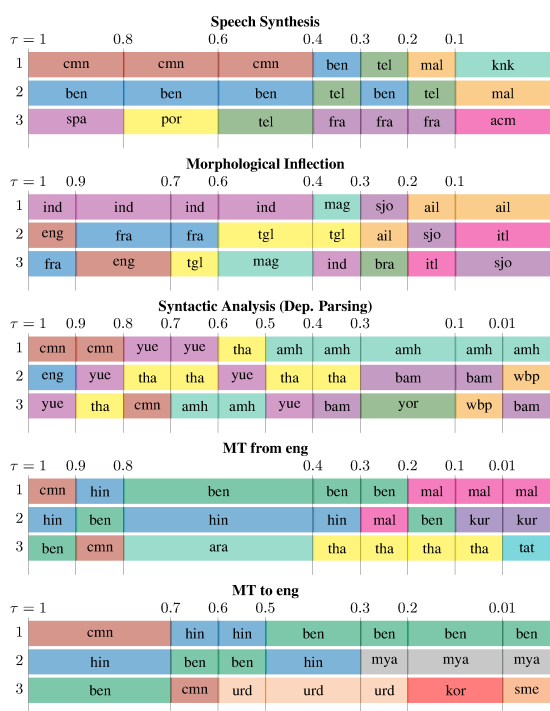 Speech Synthesis
τ = 1 0.8 0.6 0.4 0.3 0.2 0.1
1 cmn cmn cmn ben tel mal knk
2 ben ben ben tel ben tel mal
3 spa por tel fra fra fra acm
Morphological Inflection
τ = 1 0.9 0.7 0.6 0.4 0.3 0.2 0.1
1 ind ind ind ind mag sjo ail ail
2 eng fra fra tgl tgl ail sjo itl
3 fra eng tgl mag ind bra itl sjo
Syntactic Analysis (Dep. Parsing)
τ = 1 0.9 0.8 0.7 0.6 0.5 0.4 0.3 0.1 0.01
1 cmn cmn yue yue tha amh amh amh amh amh
2 eng yue tha tha yue tha tha bam bam wbp
3 yue tha cmn amh amh yue bam yor wbp bam
MT from eng
τ = 1 0.9 0.8 0.4 0.3 0.2 0.1 0.01
1 cmn hin ben ben ben mal mal mal
2 hin ben hin hin mal ben kur kur
3 ben cmn ara tha tha tha tha tat
MT to eng
τ = 1 0.7 0.6 0.5 0.3 0.2 0.01
1 cmn hin hin ben ben ben ben
2 hin ben ben hin mya mya mya
3 ben cmn urd urd urd kor sme